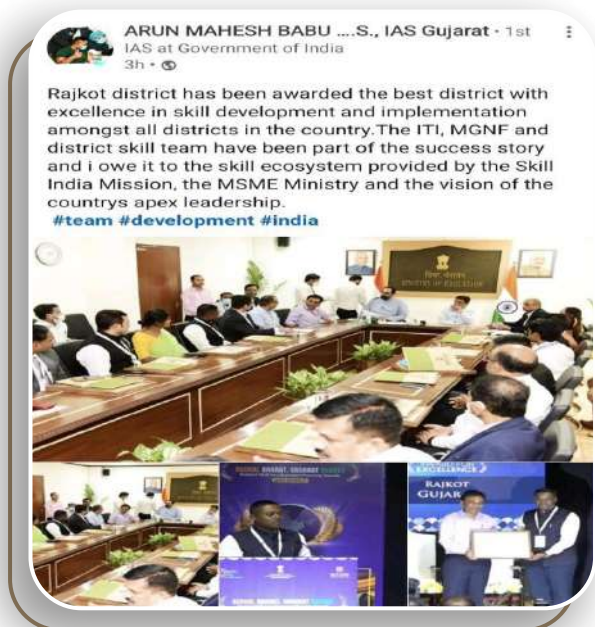 ARUN MAHESH BABU ....S., IAS Gujarat · 1st
IAS at Government of India
3h •
Rajkot district has been awarded the best district with
excellence in skill development and implementation
amongst all districts in the country.The ITI, MGNF and
district skill team have been part of the success story
and i owe it to the skill ecosystem provided by the Skill
India Mission, the MSME Ministry and the vision of the
countrys apex leadership.
#team #development #india
MINISTRY OF EDUCATION
EXCELLENCE
RAJKOT
GUJAR